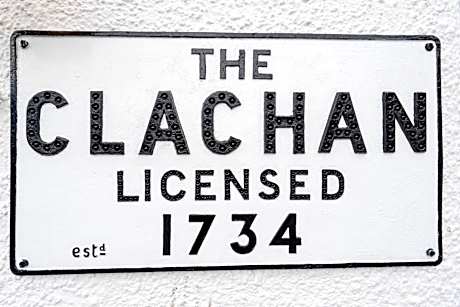 THE
CLACHAN
LICENSED
estd 1734